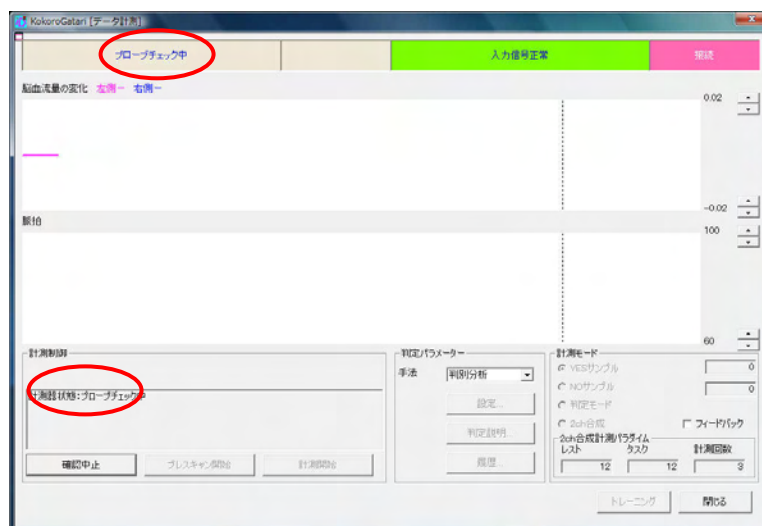 KokoroGatari [データ計測]
プローブチェック中
入力信号正常
接続
脳血流量の変化 左側－ 右側－
0.02
-0.02
脈拍
100
60
計測制御
計測器状態：プローブチェック中
確認中止
プレスキャン開始
計測開始
判定パラメーター
手法 判別分析
設定...
判定説明
履歴...
計測モード
YESサンプル 0
NOサンプル 0
判定モード
2ch合成
フィードバック
2ch合成計測パラダイム
レスト タスク 計測回数
12 12 3
トレーニング
閉じる